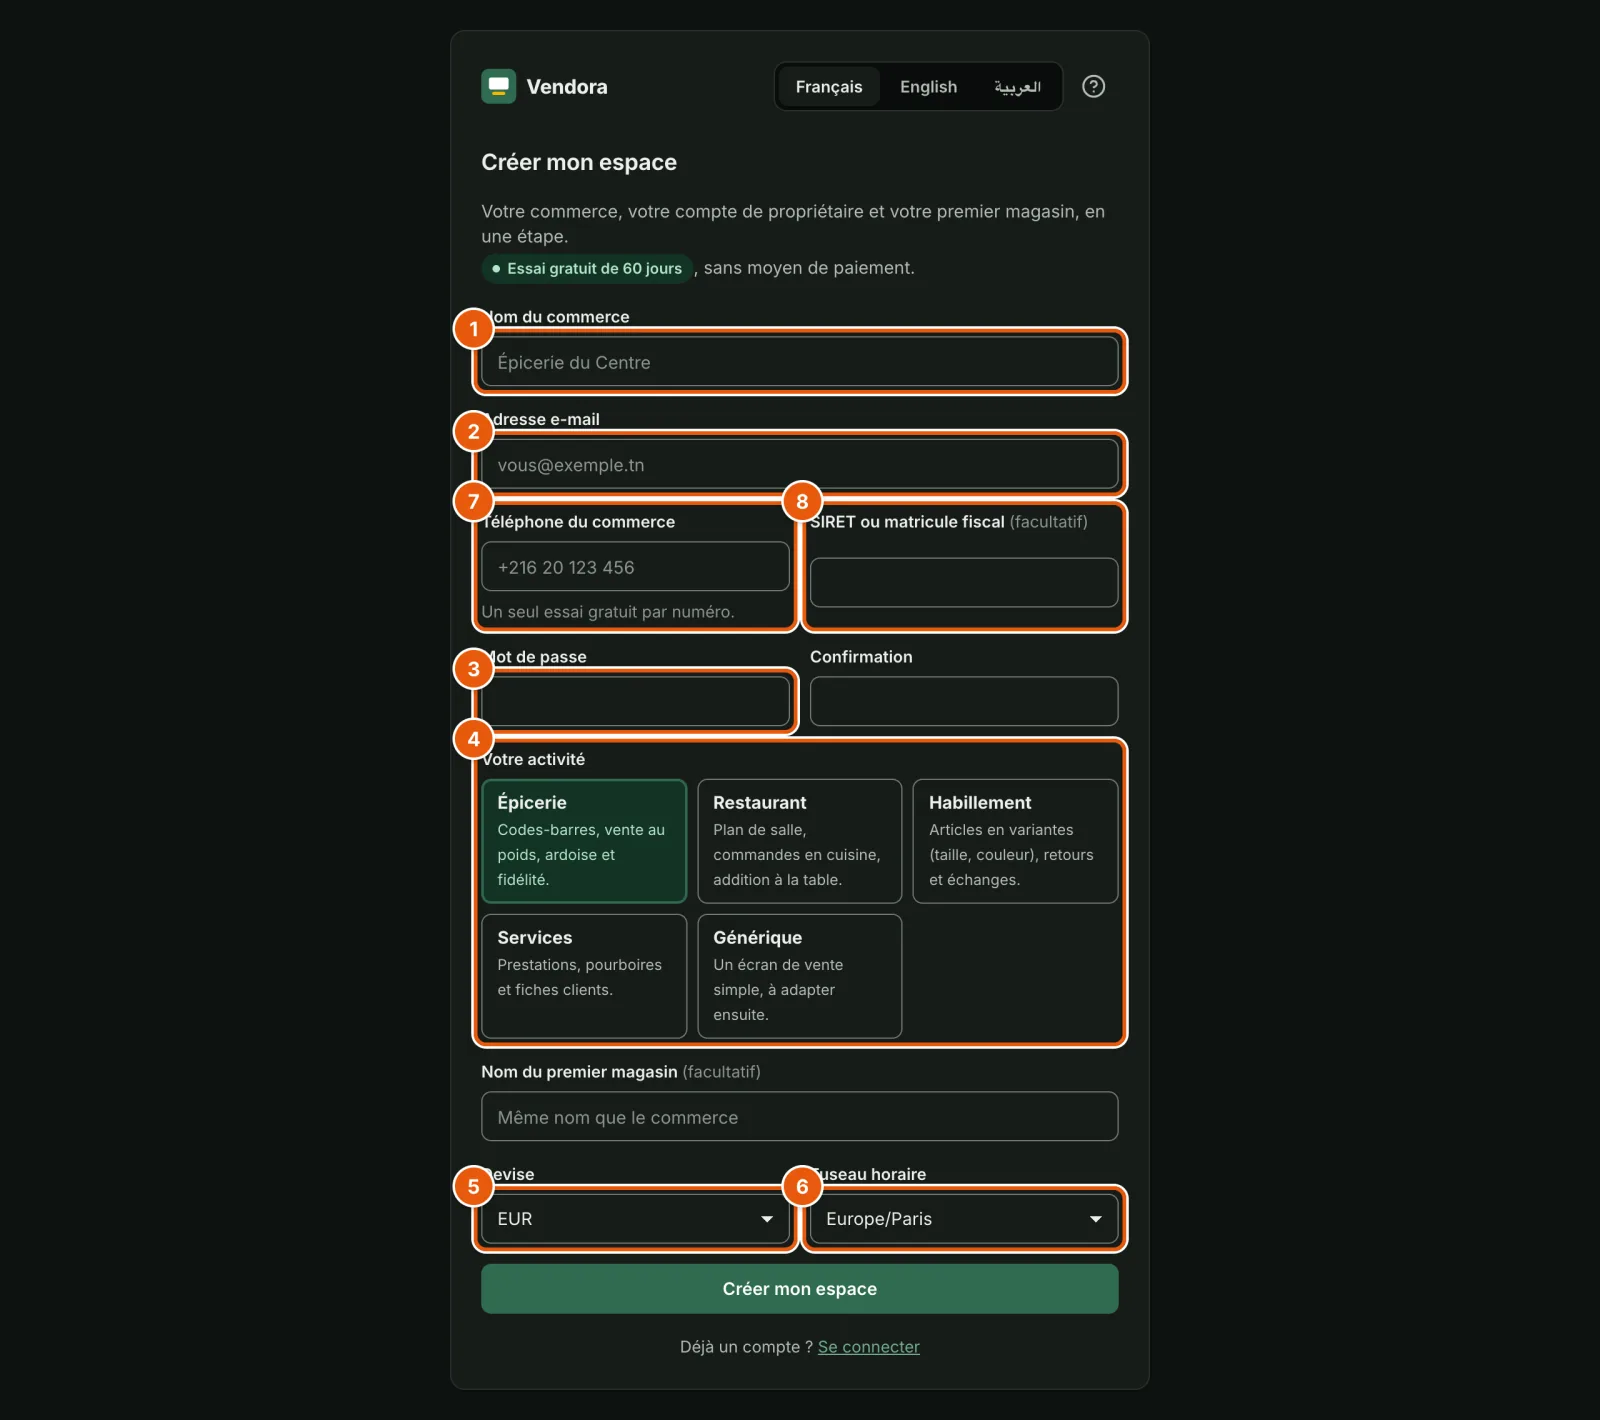 Vendora
Français English العربية
Créer mon espace
Votre commerce, votre compte de propriétaire et votre premier magasin, en
une étape.
Essai gratuit de 60 jours , sans moyen de paiement.
1
Nom du commerce
Épicerie du Centre
2
Adresse e-mail
vous@exemple.tn
7
Téléphone du commerce
+216 20 123 456
Un seul essai gratuit par numéro.
8
SIRET ou matricule fiscal (facultatif)
3
Mot de passe
Confirmation
4
Votre activité
Épicerie
Codes-barres, vente au
poids, ardoise et
fidélité.
Restaurant
Plan de salle,
commandes en cuisine,
addition à la table.
Habillement
Articles en variantes
(taille, couleur), retours
et échanges.
Services
Prestations, pourboires
et fiches clients.
Générique
Un écran de vente
simple, à adapter
ensuite.
Nom du premier magasin (facultatif)
Même nom que le commerce
5
Devise
EUR
6
Fuseau horaire
Europe/Paris
Créer mon espace
Déjà un compte ? Se connecter